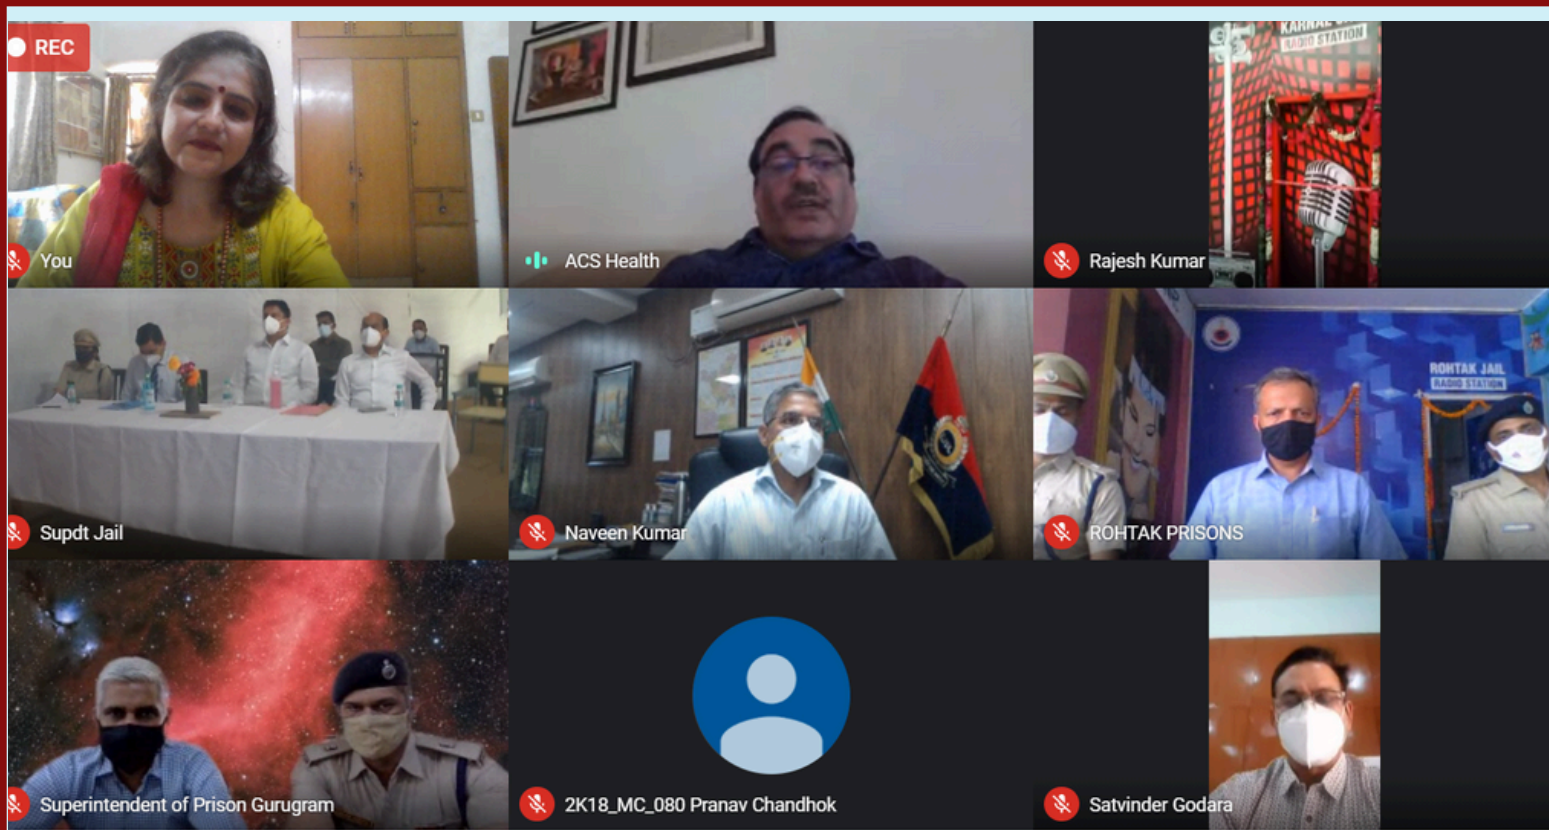 REC
KARNAL
RADIO STATION
You
ACS Health
Rajesh Kumar
ROHTAK JAIL
RADIO STATION
Supdt Jail
Naveen Kumar
ROHTAK PRISONS
Superintendent of Prison Gurugram
2K18_MC_080 Pranav Chandhok
Satvinder Godara